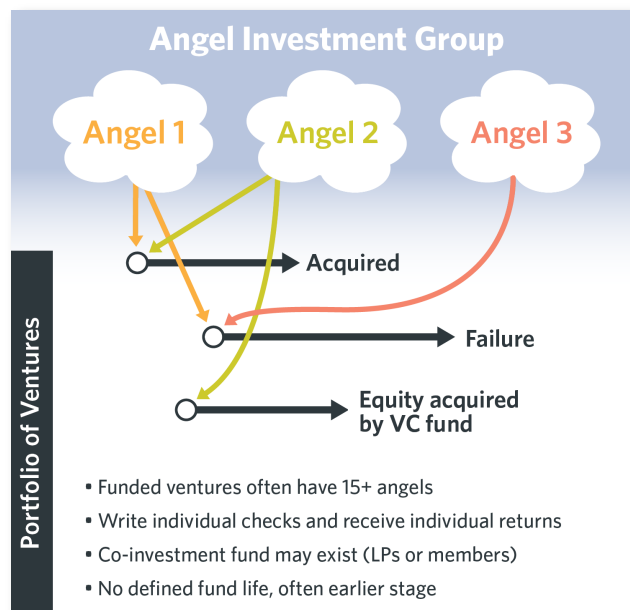 Angel Investment Group
Angel 1
Angel 2
Angel 3
Acquired
Failure
Equity acquired
by VC fund
Portfolio of Ventures
▪ Funded ventures often have 15+ angels
▪ Write individual checks and receive individual returns
▪ Co-investment fund may exist (LPs or members)
▪ No defined fund life, often earlier stage